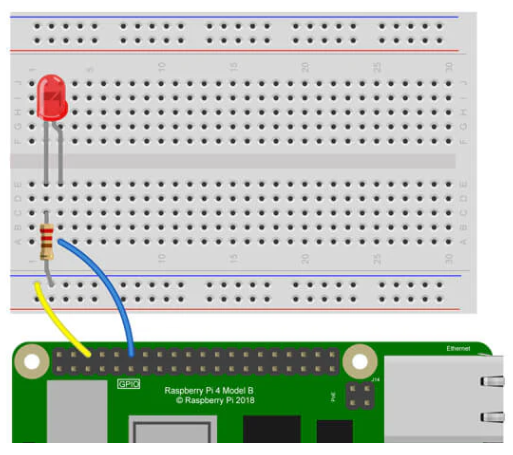 1 5 10 15 20 25 30
J J
I I
H H
G G
F F
E E
D D
C C
B B
A A
1 10 15 20 25 30
Ethernet
J14
PoE
GPIO
Raspberry Pi 4 Model B
© Raspberry Pi 2018